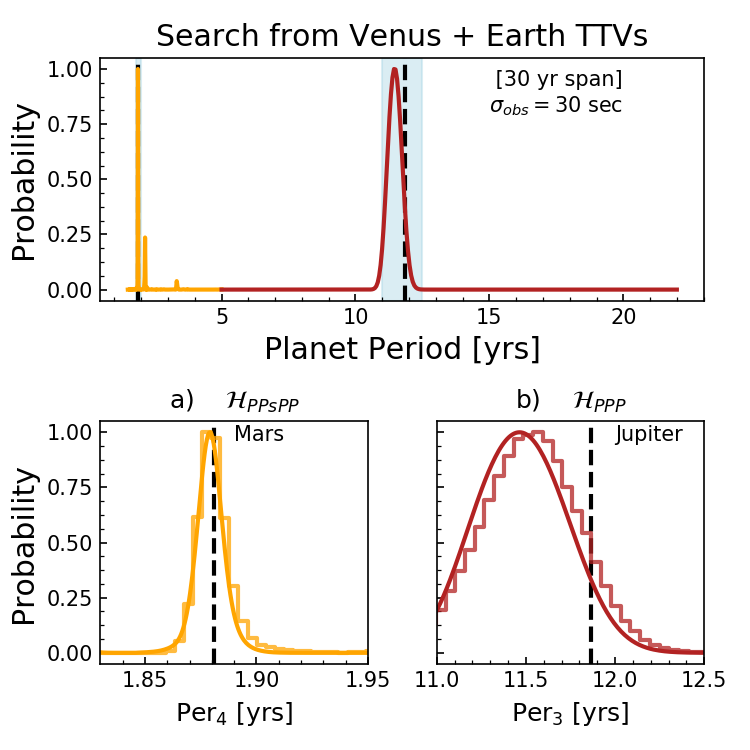 Search from Venus + Earth TTVs
[30 yr span]
σ_obs = 30 sec
Probability
1.00
0.75
0.50
0.25
0.00
5 10 15 20
Planet Period [yrs]
a) ℋ_PPsPP
Mars
Probability
1.00
0.75
0.50
0.25
0.00
1.85 1.90 1.95
Per_4 [yrs]
b) ℋ_PPP
Jupiter
11.0 11.5 12.0 12.5
Per_3 [yrs]